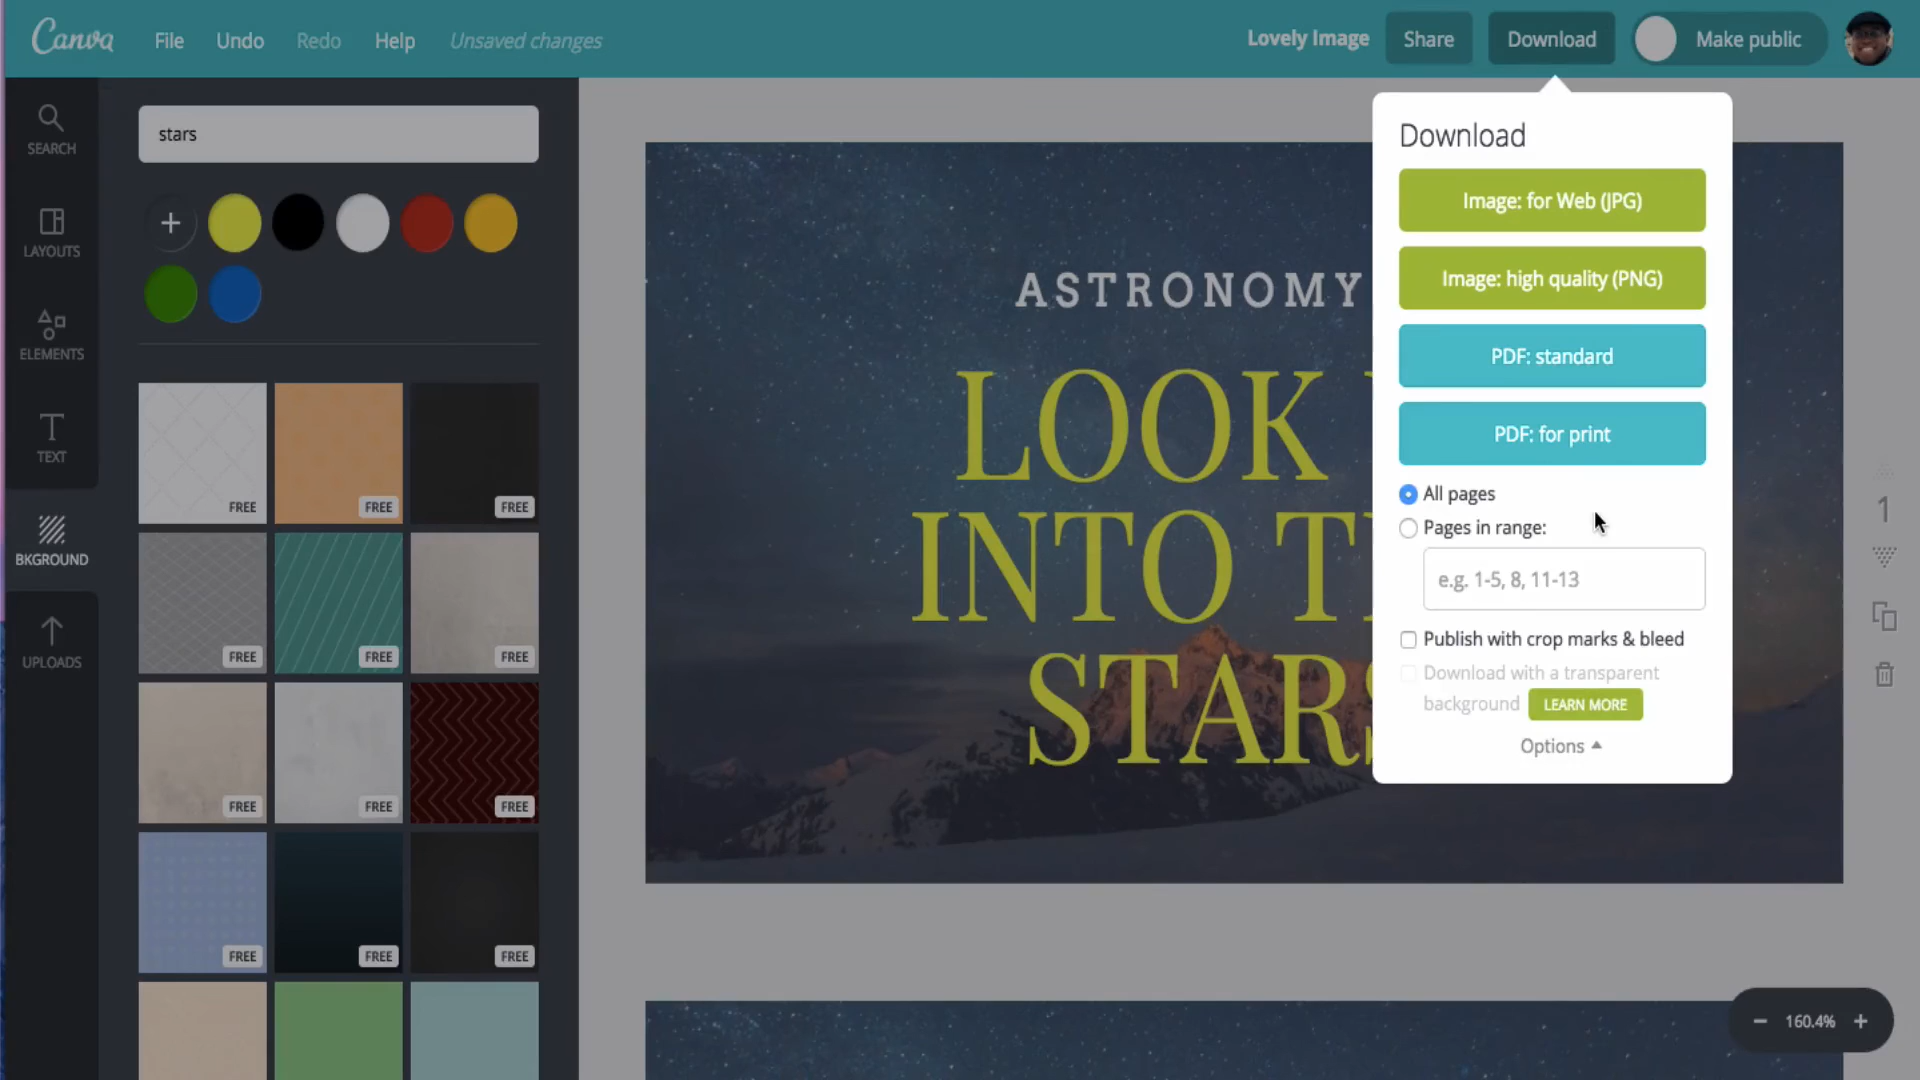 Canva
File
Undo
Redo
Help
Unsaved changes
Lovely Image
Share
Download
Make public
SEARCH
LAYOUTS
ELEMENTS
TEXT
BKGROUND
UPLOADS
stars
+
FREE
FREE
FREE
FREE
FREE
FREE
FREE
FREE
FREE
FREE
FREE
FREE
ASTRONOMY
LOOK
INTO T
STARS
Download
Image: for Web (JPG)
Image: high quality (PNG)
PDF: standard
PDF: for print
All pages
Pages in range:
e.g. 1-5, 8, 11-13
Publish with crop marks & bleed
Download with a transparent
background LEARN MORE
Options
1
− 160.4% +